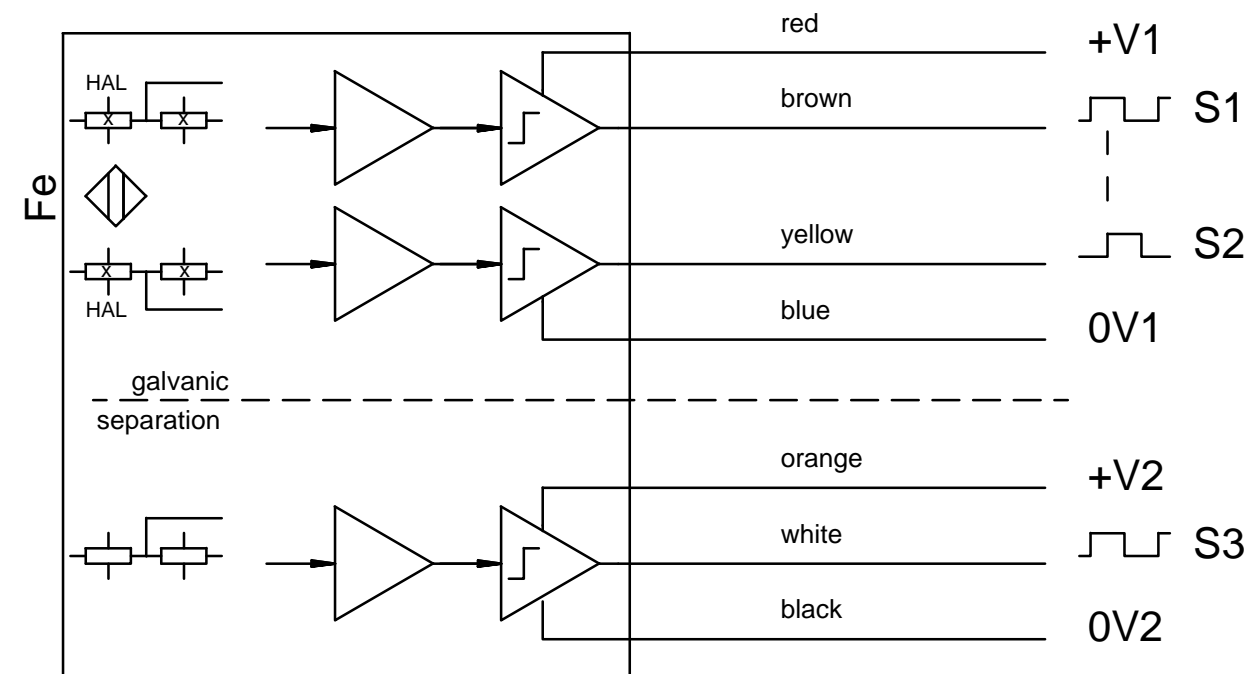 red
+V1
HAL
X X
brown
S1
Fe
yellow
S2
X X
HAL
blue
0V1
galvanic
separation
orange
+V2
white
S3
black
0V2